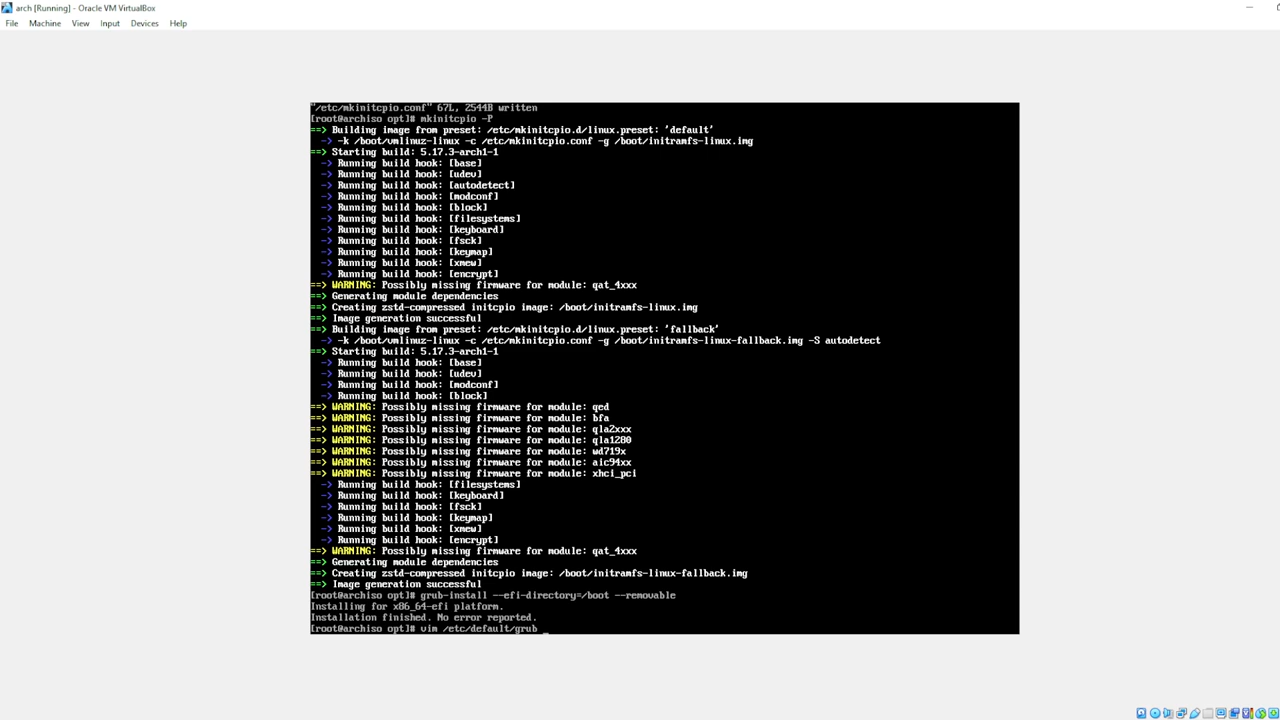 arch [Running] - Oracle VM VirtualBox
File Machine View Input Devices Help
"/etc/mkinitcpio.conf" 67L, 2544B written
[root@archiso opt]# mkinitcpio -P
==> Building image from preset: /etc/mkinitcpio.d/linux.preset: 'default'
-> -k /boot/vmlinuz-linux -c /etc/mkinitcpio.conf -g /boot/initramfs-linux.img
==> Starting build: 5.17.3-arch1-1
-> Running build hook: [base]
-> Running build hook: [udev]
-> Running build hook: [autodetect]
-> Running build hook: [modconf]
-> Running build hook: [block]
-> Running build hook: [filesystems]
-> Running build hook: [keyboard]
-> Running build hook: [fsck]
-> Running build hook: [keymap]
-> Running build hook: [xmew]
-> Running build hook: [encrypt]
==> WARNING: Possibly missing firmware for module: qat_4xxx
==> Generating module dependencies
==> Creating zstd-compressed initcpio image: /boot/initramfs-linux.img
==> Image generation successful
==> Building image from preset: /etc/mkinitcpio.d/linux.preset: 'fallback'
-> -k /boot/vmlinuz-linux -c /etc/mkinitcpio.conf -g /boot/initramfs-linux-fallback.img -S autodetect
==> Starting build: 5.17.3-arch1-1
-> Running build hook: [base]
-> Running build hook: [udev]
-> Running build hook: [modconf]
-> Running build hook: [block]
==> WARNING: Possibly missing firmware for module: qed
==> WARNING: Possibly missing firmware for module: bfa
==> WARNING: Possibly missing firmware for module: qla2xxx
==> WARNING: Possibly missing firmware for module: qla1280
==> WARNING: Possibly missing firmware for module: wd719x
==> WARNING: Possibly missing firmware for module: aic94xx
==> WARNING: Possibly missing firmware for module: xhci_pci
-> Running build hook: [filesystems]
-> Running build hook: [keyboard]
-> Running build hook: [fsck]
-> Running build hook: [keymap]
-> Running build hook: [xmew]
-> Running build hook: [encrypt]
==> WARNING: Possibly missing firmware for module: qat_4xxx
==> Generating module dependencies
==> Creating zstd-compressed initcpio image: /boot/initramfs-linux-fallback.img
==> Image generation successful
[root@archiso opt]# grub-install --efi-directory=/boot --removable
Installing for x86_64-efi platform.
Installation finished. No error reported.
[root@archiso opt]# vim /etc/default/grub _